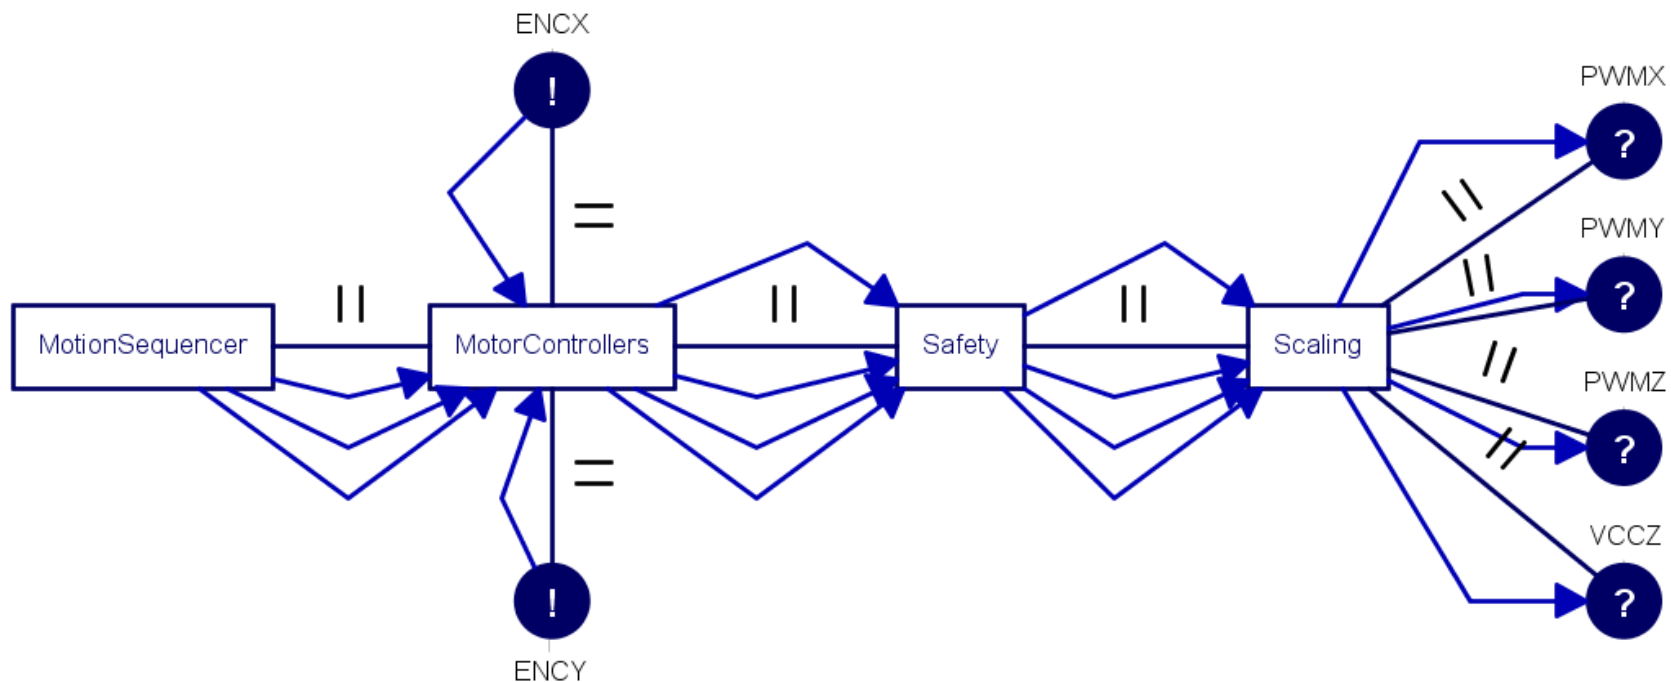 ENCX
!
PWMX
?
PWMY
?
MotionSequencer
MotorControllers
Safety
Scaling
PWMZ
?
VCCZ
?
!
ENCY